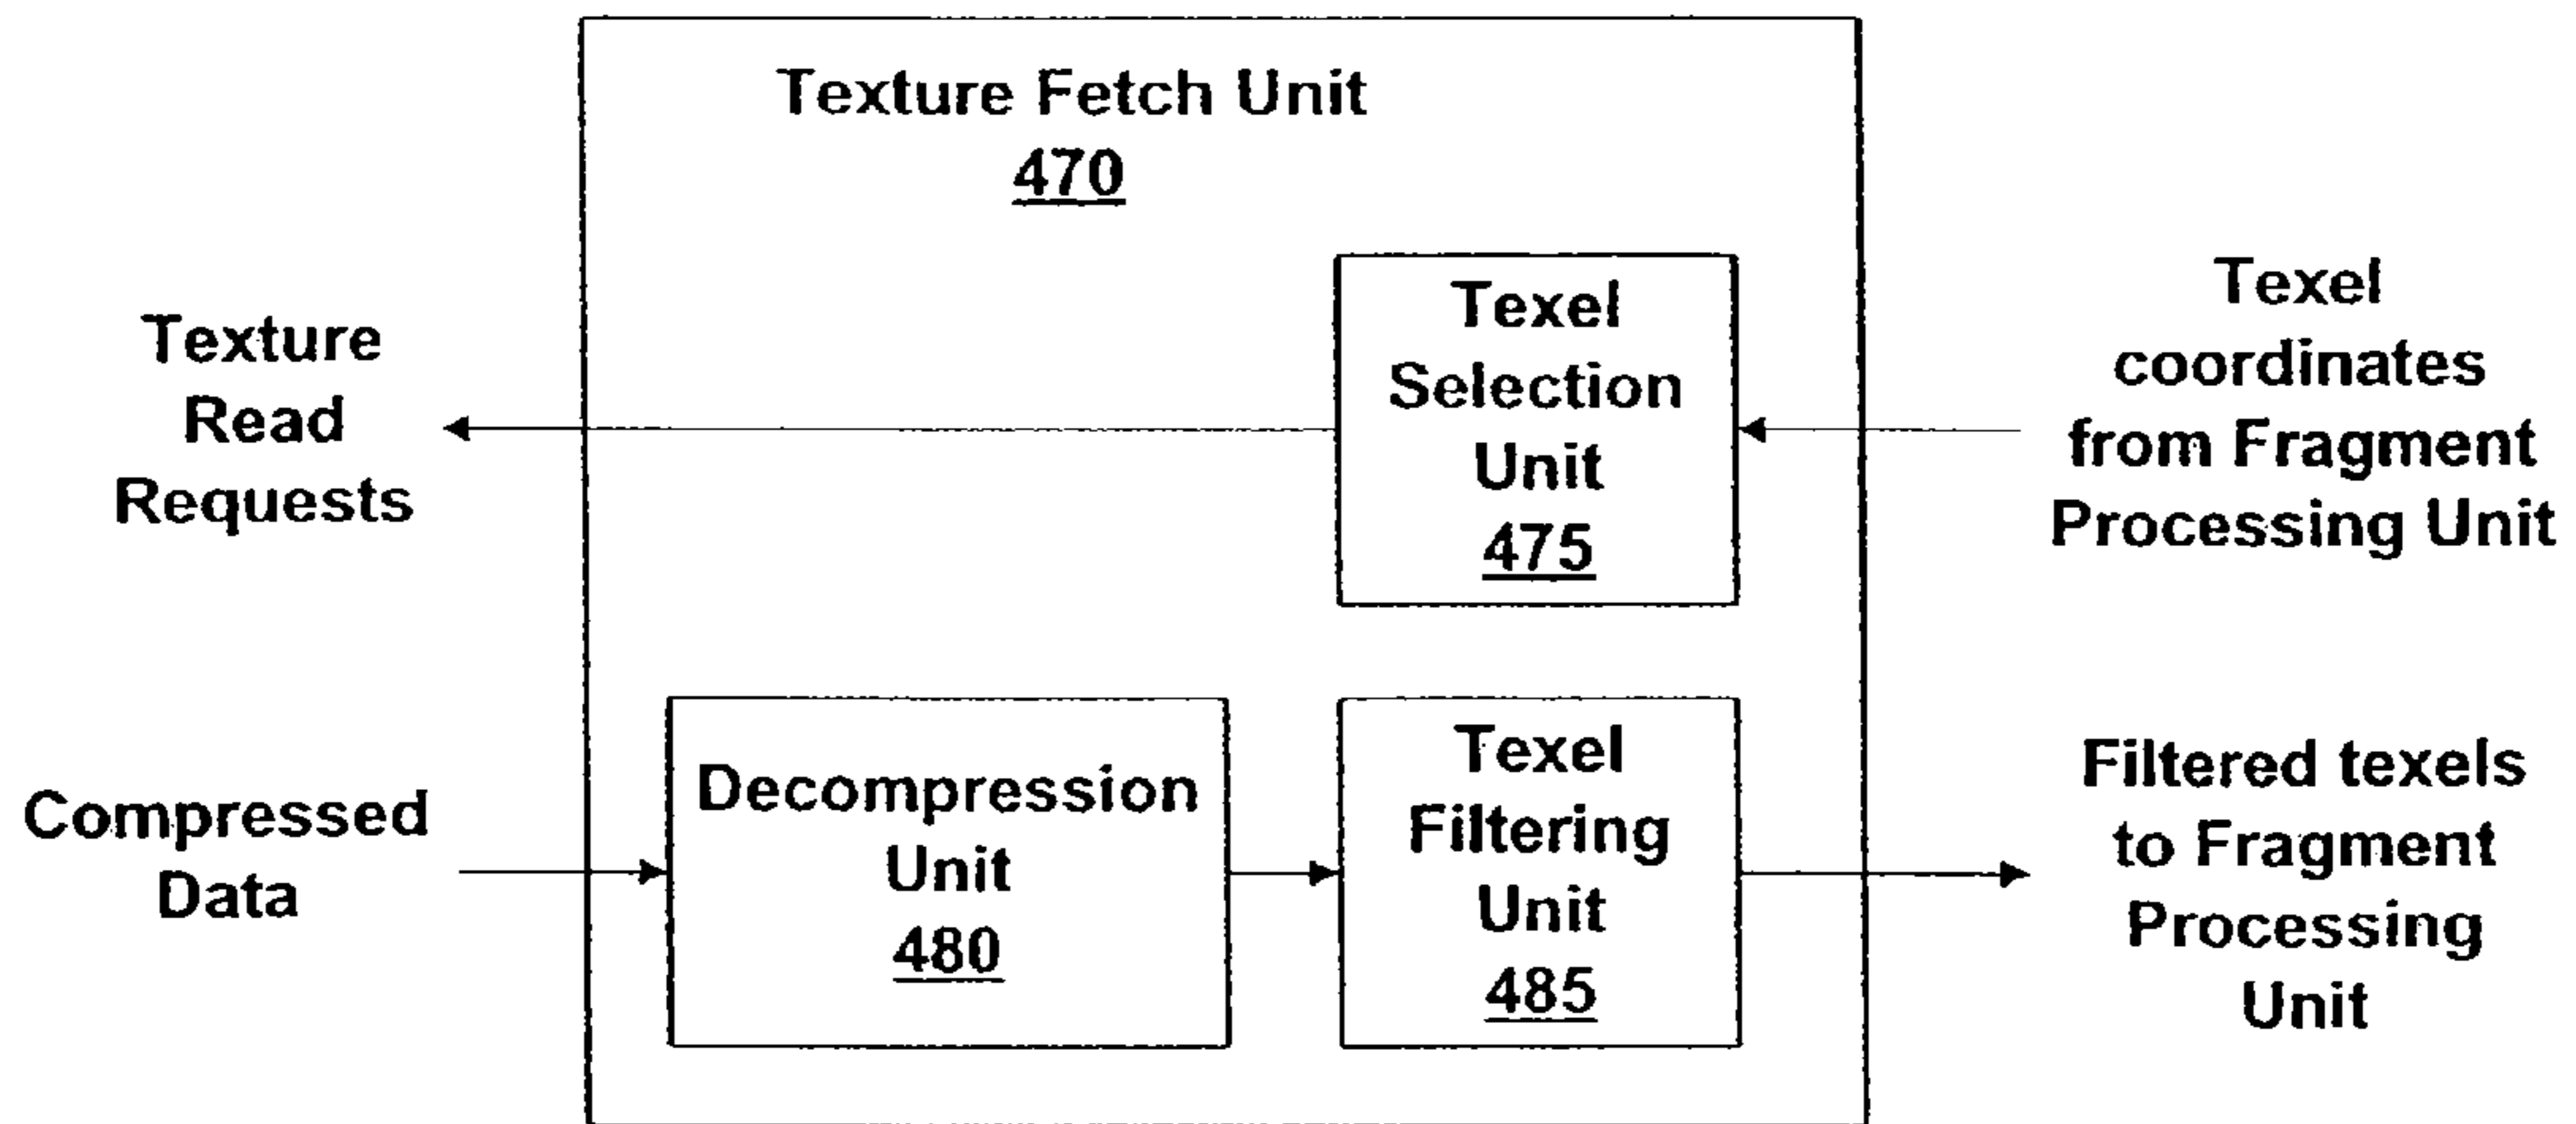 Texture Fetch Unit
470
Texture
Read
Requests
Texel
Selection
Unit
475
Texel
coordinates
from Fragment
Processing Unit
Compressed
Data
Decompression
Unit
480
Texel
Filtering
Unit
485
Filtered texels
to Fragment
Processing
Unit